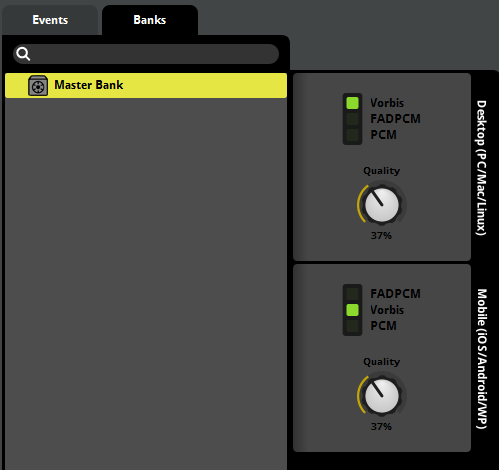 Events
Banks
Master Bank
Vorbis
FADPCM
PCM
Quality
37%
Desktop (PC/Mac/Linux)
FADPCM
Vorbis
PCM
Quality
37%
Mobile (iOS/Android/WP)